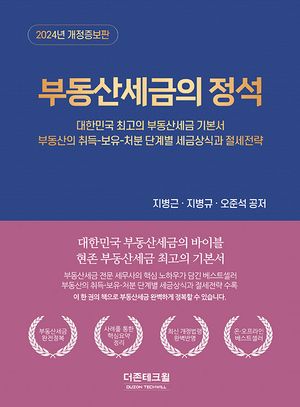 2024년 개정증보판
부동산세금의 정석
대한민국 최고의 부동산세금 기본서
부동산의 취득-보유-처분 단계별 세금상식과 절세전략
지병근 · 지병규 · 오준석 공저
대한민국 부동산세금의 바이블
현존 부동산세금 최고의 기본서
부동산세금 전문 세무사의 핵심 노하우가 담긴 베스트셀러
부동산의 취득-보유-처분 단계별 세금상식과 절세전략 수록
이 한 권의 책으로 부동산세금 완벽하게 정복할 수 있습니다.
부동산세금
완전정복
사례를 통한
핵심요약
정리
최신 개정법령
완벽반영
온·오프라인
베스트셀러
더존테크윌
DUZON TECHWILL